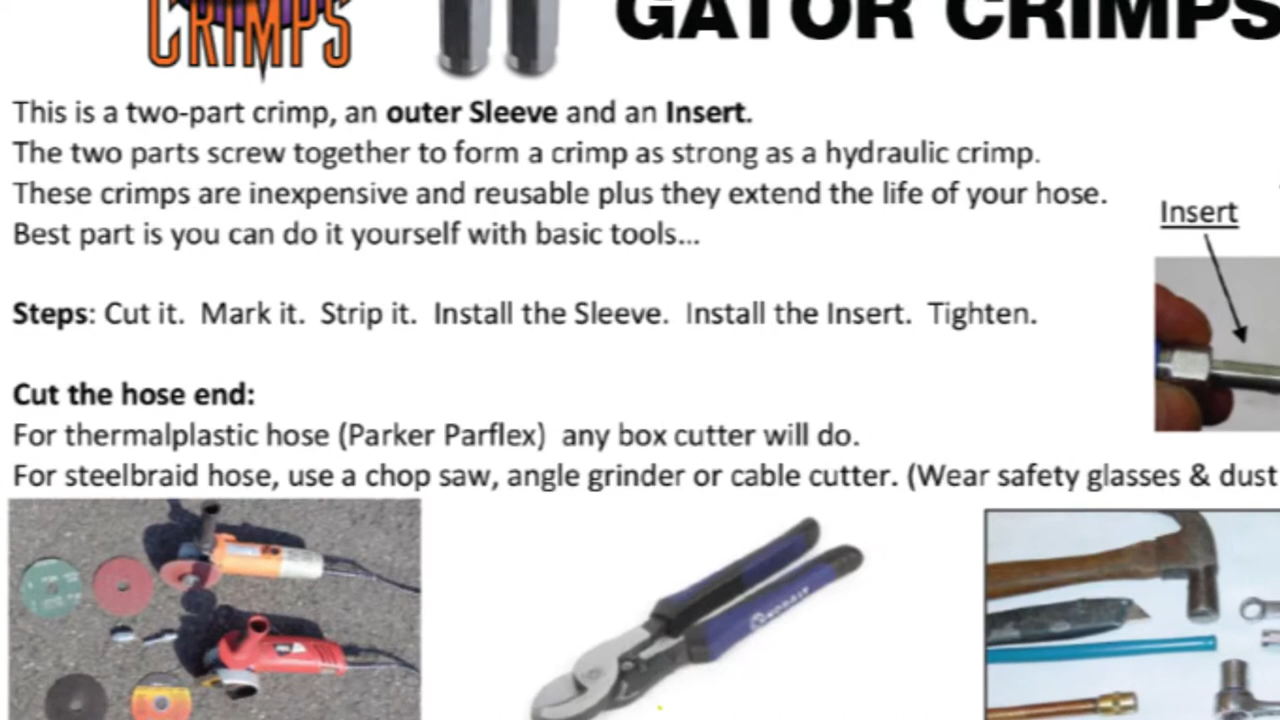 CRIMPS
GATOR CRIMPS
This is a two-part crimp, an outer Sleeve and an Insert.
The two parts screw together to form a crimp as strong as a hydraulic crimp.
These crimps are inexpensive and reusable plus they extend the life of your hose.
Best part is you can do it yourself with basic tools...
Insert
Steps: Cut it. Mark it. Strip it. Install the Sleeve. Install the Insert. Tighten.
Cut the hose end:
For thermalplastic hose (Parker Parflex) any box cutter will do.
For steelbraid hose, use a chop saw, angle grinder or cable cutter. (Wear safety glasses & dust
KOBALT